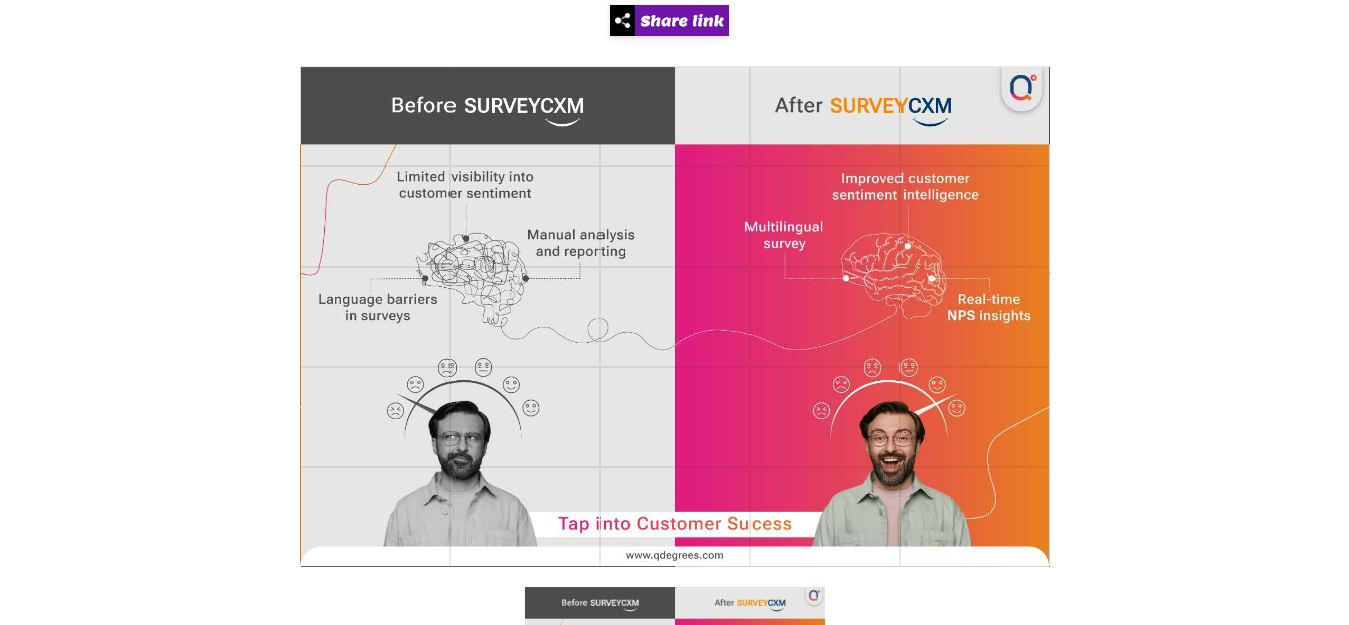 Share link
Before SURVEYCXM
After SURVEYCXM
Limited visibility into
customer sentiment
Manual analysis
and reporting
Language barriers
in surveys
Improved customer
sentiment intelligence
Multilingual
survey
Real-time
NPS insights
Tap into Customer Sucess
www.qdegrees.com
Before SURVEYCXM
After SURVEYCXM